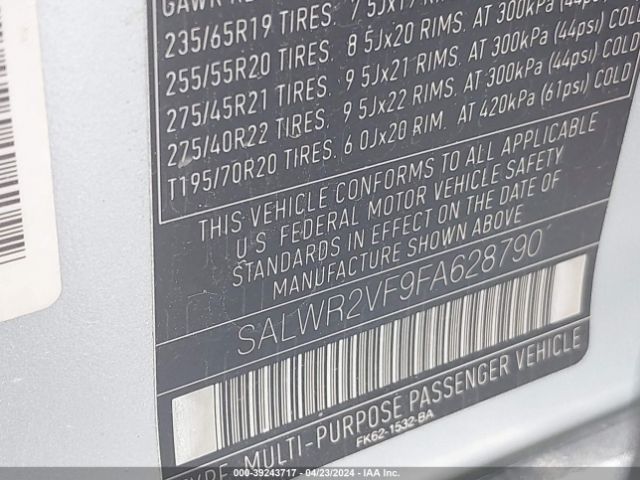 235/65R19 TIRES. 7 5Jx19
255/55R20 TIRES. 8 5Jx20 RIMS. AT 300kPa (44psi
275/45R21 TIRES. 9 5Jx21 RIMS. AT 300kPa (44psi) COLD
275/40R22 TIRES. 9 5Jx22 RIMS. AT 300kPa (44psi) COLD
T195/70R20 TIRES. 6 0Jx20 RIM. AT 420kPa (61psi) COLD
THIS VEHICLE CONFORMS TO ALL APPLICABLE
U S FEDERAL MOTOR VEHICLE SAFETY
STANDARDS IN EFFECT ON THE DATE OF
MANUFACTURE SHOWN ABOVE
SALWR2VF9FA628790
TYPE: MULTI-PURPOSE PASSENGER VEHICLE
FK62-1532-BA
000-39243717 - 04/23/2024 - IAA Inc.